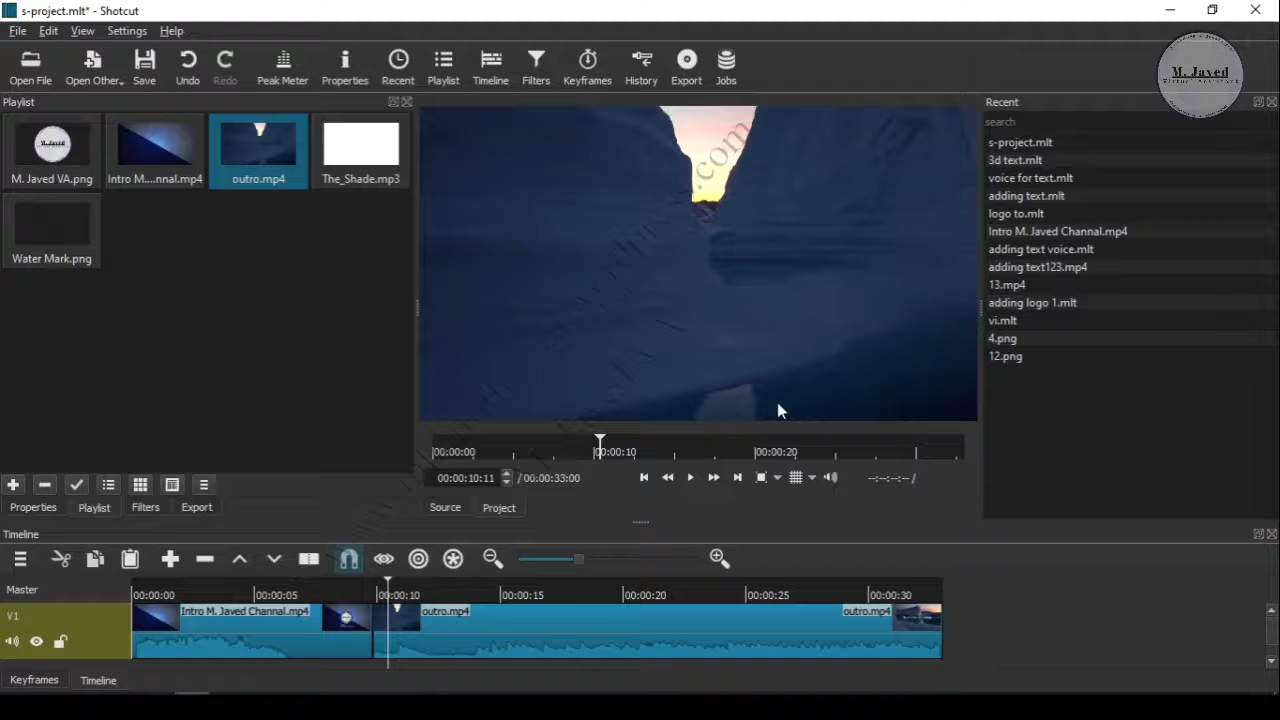 s-project.mlt* - Shotcut
File Edit View Settings Help
Open File Open Other.. Save Undo Redo Peak Meter Properties Recent Playlist Timeline Filters Keyframes History Export Jobs
M. Javed
Virtual Assistant
Playlist
Recent
search
M. Javed VA.png Intro M....nnal.mp4 outro.mp4 The_Shade.mp3
Water Mark.png
s-project.mlt
3d text.mlt
voice for text.mlt
adding text.mlt
logo to.mlt
Intro M. Javed Channal.mp4
adding text voice.mlt
adding text123.mp4
13.mp4
adding logo 1.mlt
vi.mlt
4.png
12.png
.com
00:00:00 00:00:10 00:00:20
00:00:10:11 / 00:00:33:00 --:--:--:-- /
Properties Playlist Filters Export
Source Project
Timeline
Master
00:00:00 00:00:05 00:00:10 00:00:15 00:00:20 00:00:25 00:00:30
V1
Intro M. Javed Channal.mp4 outro.mp4 outro.mp4
Keyframes Timeline